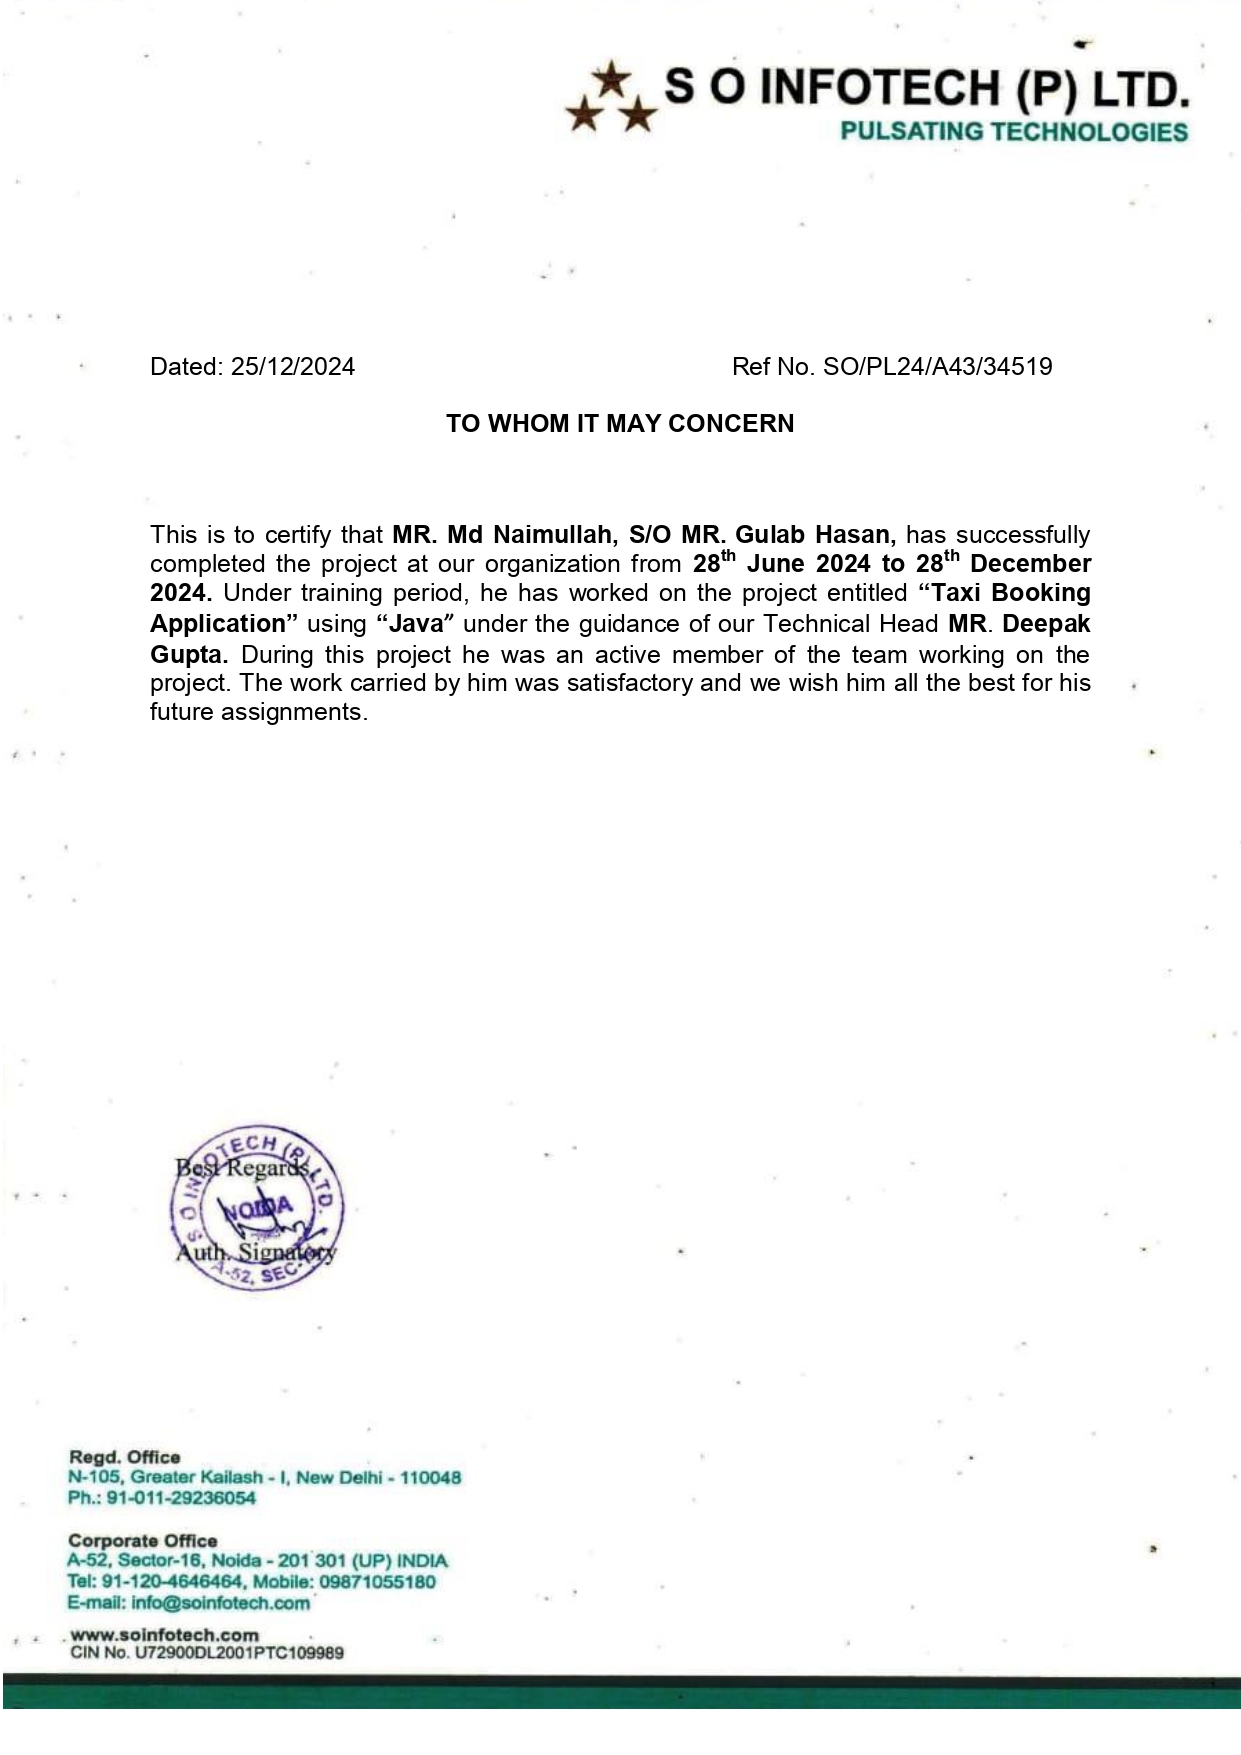 S O INFOTECH (P) LTD.
PULSATING TECHNOLOGIES
Dated: 25/12/2024 Ref No. SO/PL24/A43/34519
TO WHOM IT MAY CONCERN
This is to certify that MR. Md Naimullah, S/O MR. Gulab Hasan, has successfully
completed the project at our organization from 28th June 2024 to 28th December
2024. Under training period, he has worked on the project entitled “Taxi Booking
Application” using “Java” under the guidance of our Technical Head MR. Deepak
Gupta. During this project he was an active member of the team working on the
project. The work carried by him was satisfactory and we wish him all the best for his
future assignments.
S O INFOTECH (P) LTD.
Best Regards,
NOIDA
Auth. Signatory
A-52, SEC-
Regd. Office
N-105, Greater Kailash - I, New Delhi - 110048
Ph.: 91-011-29236054
Corporate Office
A-52, Sector-16, Noida - 201 301 (UP) INDIA
Tel: 91-120-4646464, Mobile: 09871055180
E-mail: info@soinfotech.com
www.soinfotech.com
CIN No. U72900DL2001PTC109989